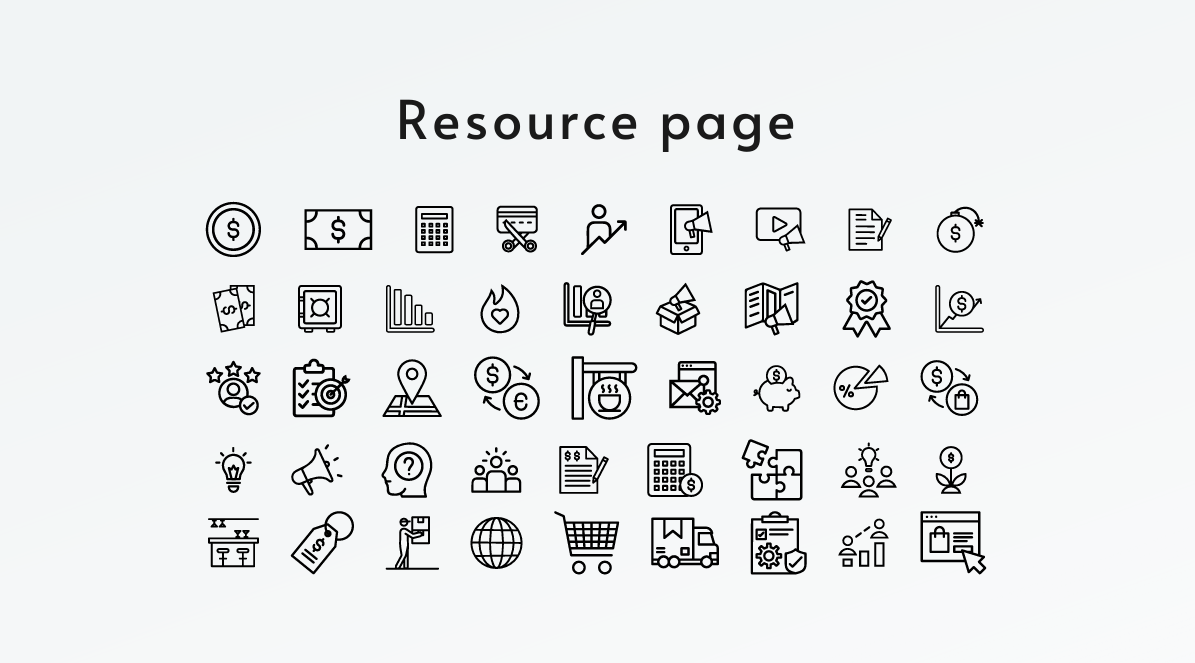 Resource page
$ $ $
$ $ $
$ € $ % $
? $ $ $ $
$